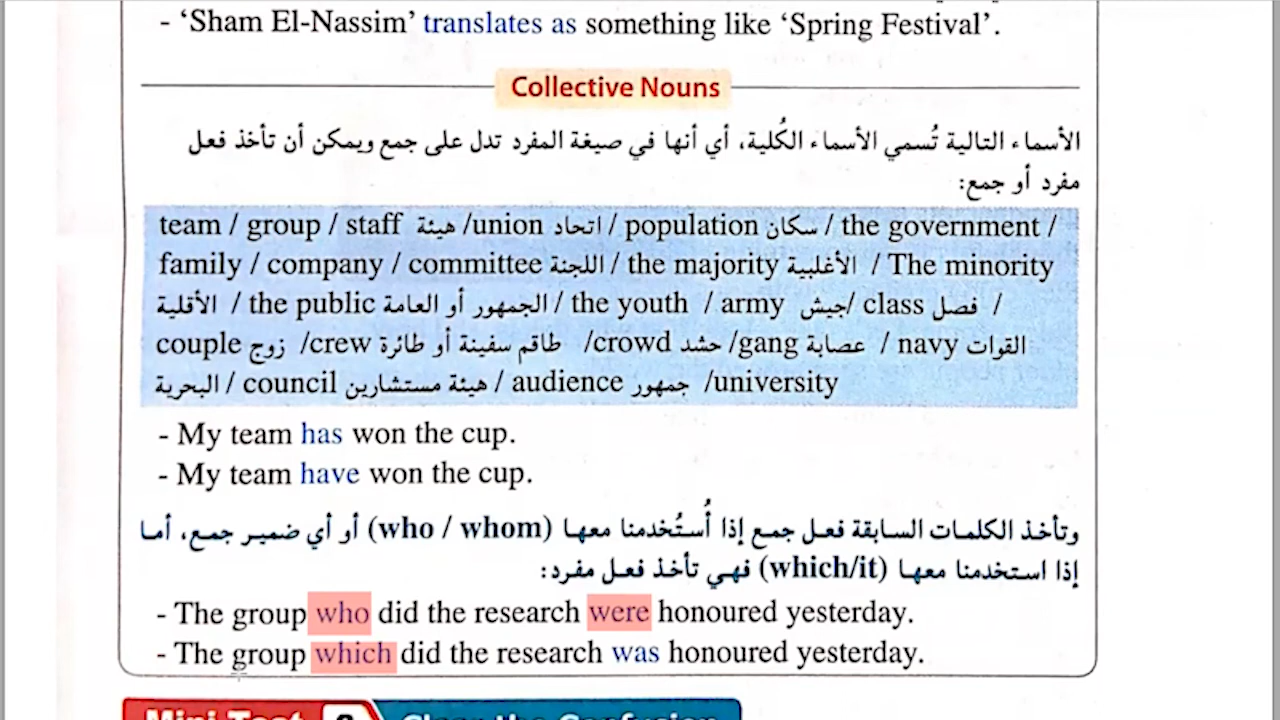 - ‘Sham El-Nassim’ translates as something like ‘Spring Festival’.
Collective Nouns
الأسماء التالية تُسمي الأسماء الكُلية، أي أنها في صيغة المفرد تدل على جمع ويمكن أن تأخذ فعل
مفرد أو جمع:
team / group / staff هيئة /union اتحاد / population سكان / the government /
family / company / committee اللجنة / the majority الأغلبية / The minority
الأقلية / the public الجمهور أو العامة / the youth / army جيش/ class فصل /
couple زوج /crew طاقم سفينة أو طائرة /crowd حشد /gang عصابة / navy القوات
البحرية / council هيئة مستشارين / audience جمهور /university
- My team has won the cup.
- My team have won the cup.
وتأخذ الكلمات السابقة فعل جمع إذا أُستُخدمنا معها (who / whom) أو أي ضمير جمع، أما
إذا استخدمنا معها (which/it) فهي تأخذ فعل مفرد:
- The group who did the research were honoured yesterday.
- The group which did the research was honoured yesterday.